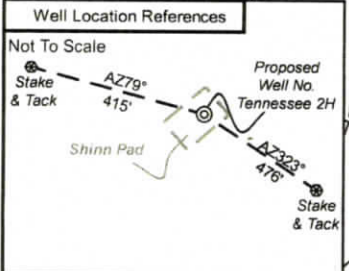 Well Location References
Not To Scale
Stake
& Tack
AZ79°
415'
Proposed
Well No.
Tennessee 2H
Shinn Pad
AZ323°
476'
Stake
& Tack